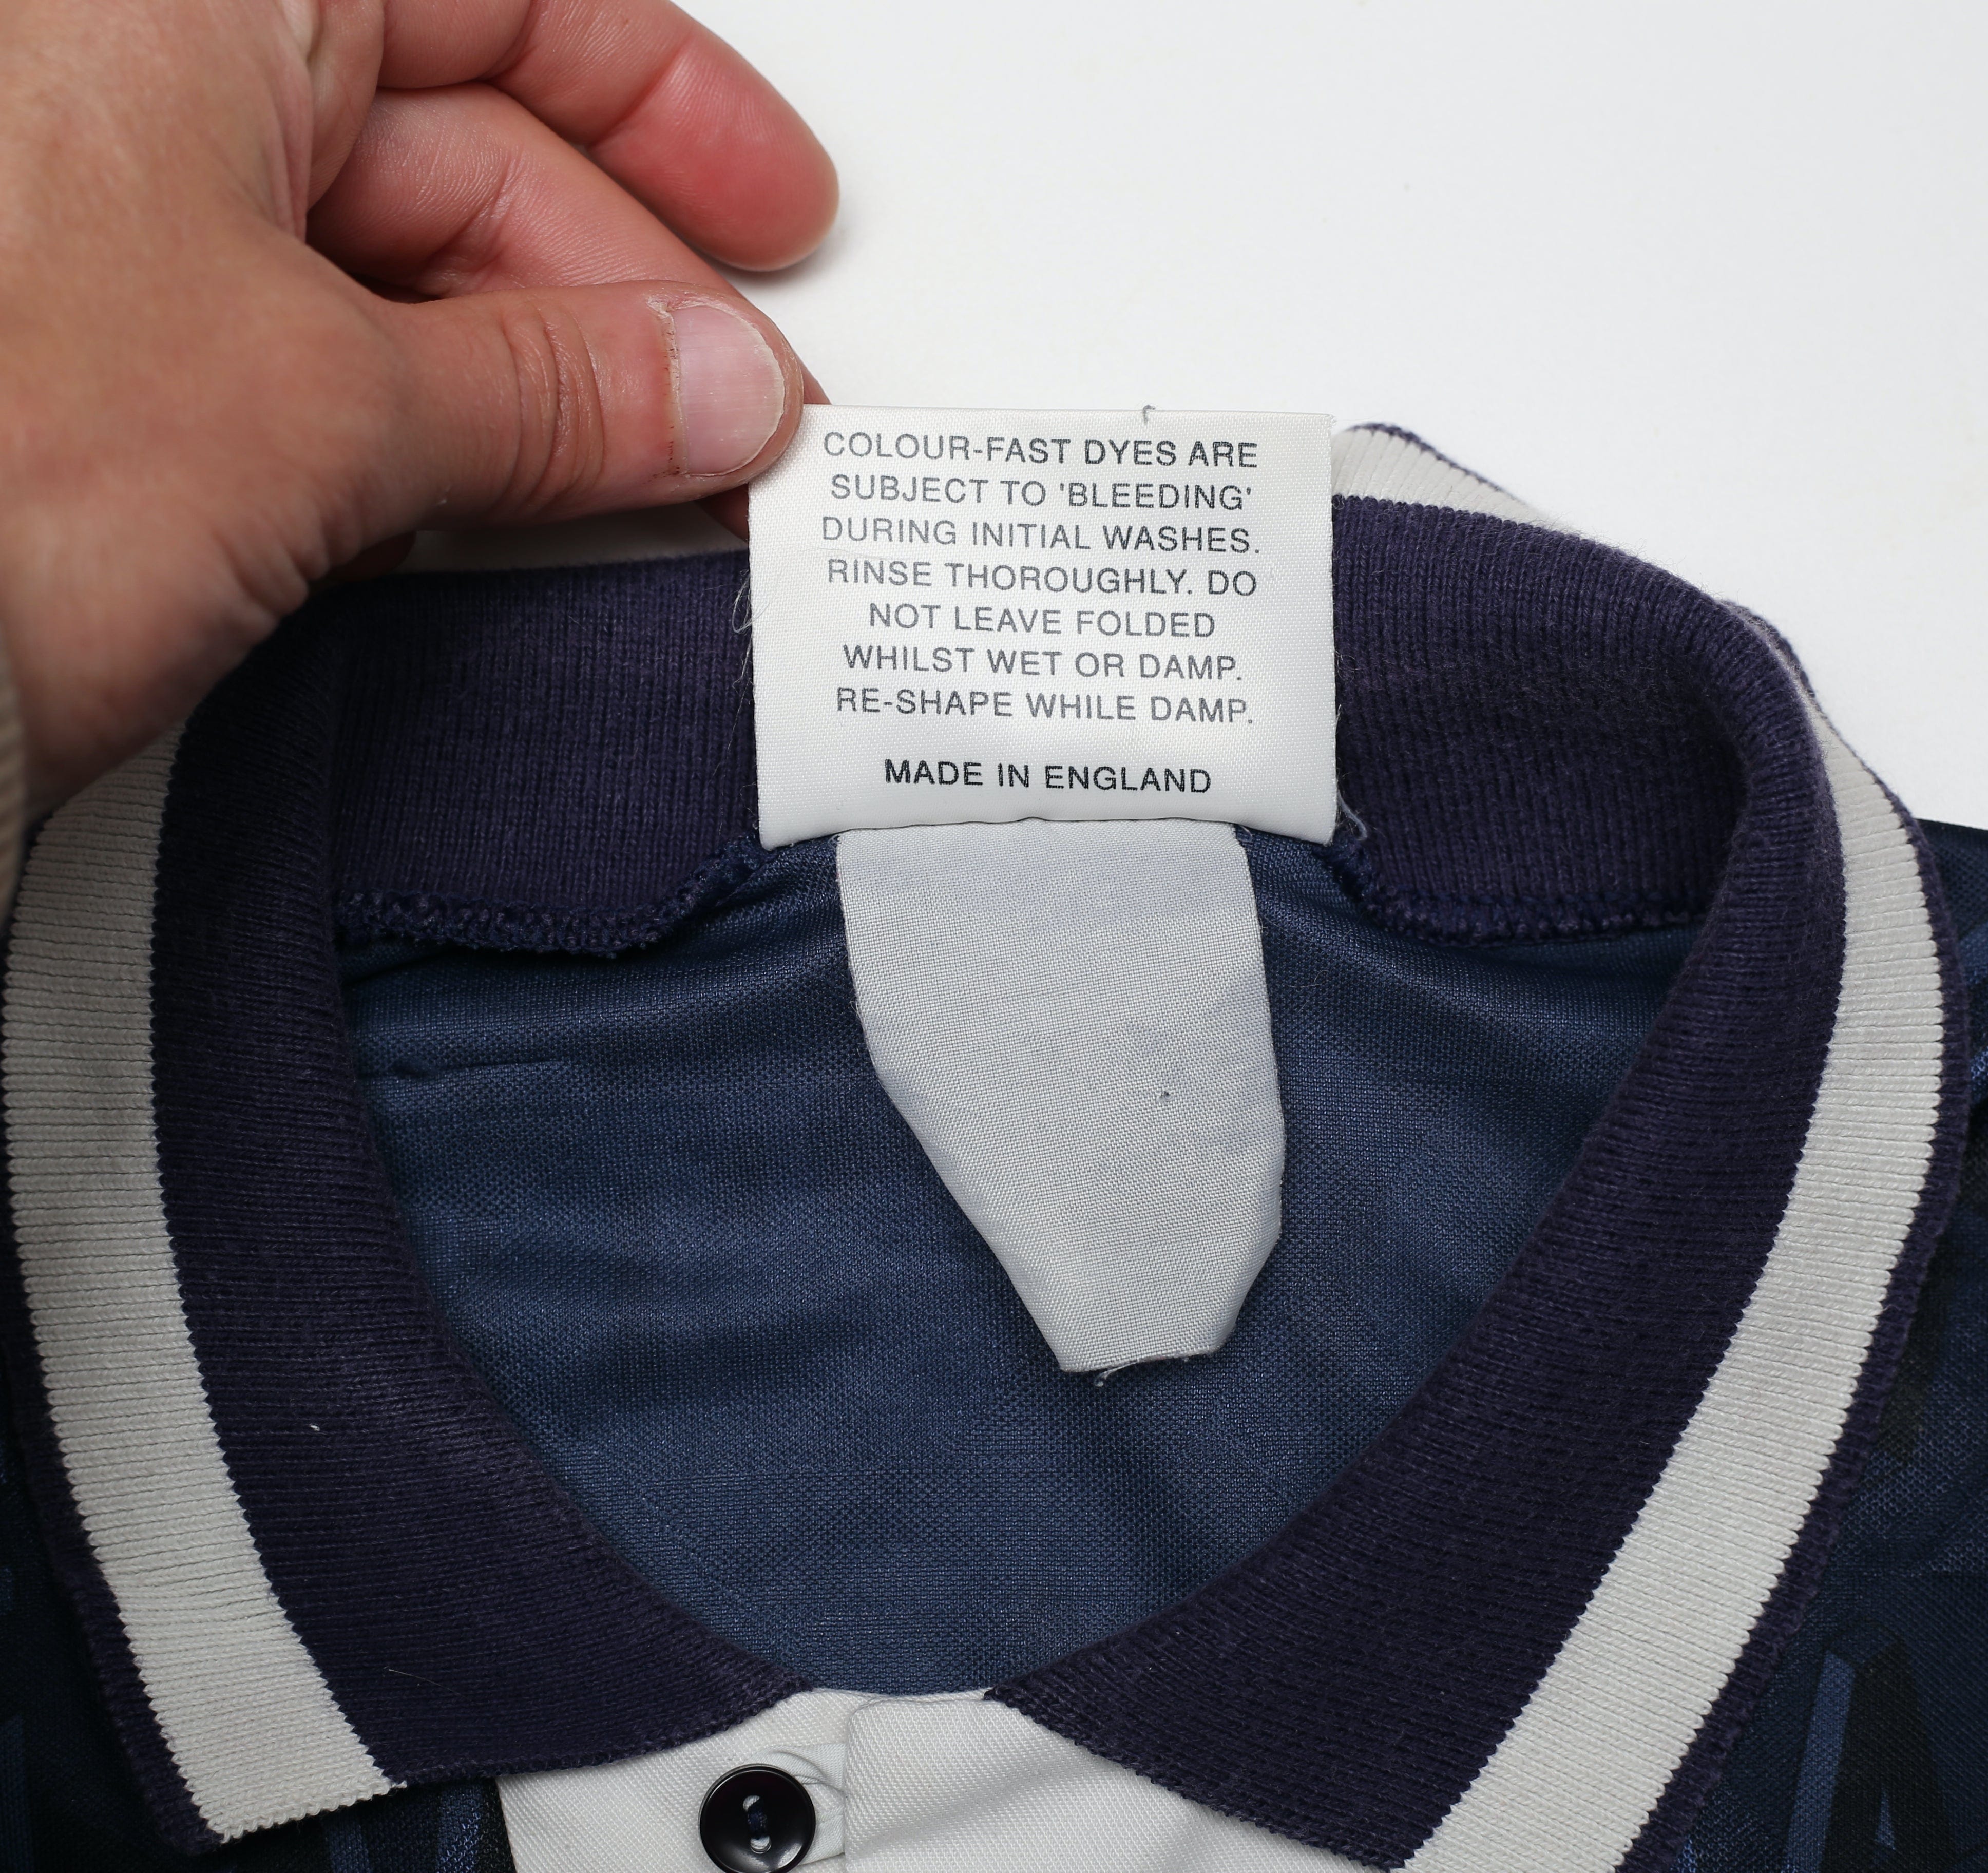 COLOUR-FAST DYES ARE
SUBJECT TO 'BLEEDING'
DURING INITIAL WASHES.
RINSE THOROUGHLY. DO
NOT LEAVE FOLDED
WHILST WET OR DAMP.
RE-SHAPE WHILE DAMP.
MADE IN ENGLAND